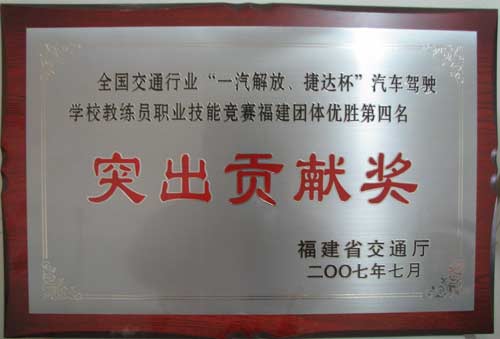 全国交通行业“一汽解放、捷达杯”汽车驾驶
学校教练员职业技能竞赛福建团体优胜第四名
突出贡献奖
福建省交通厅
二〇〇七年七月